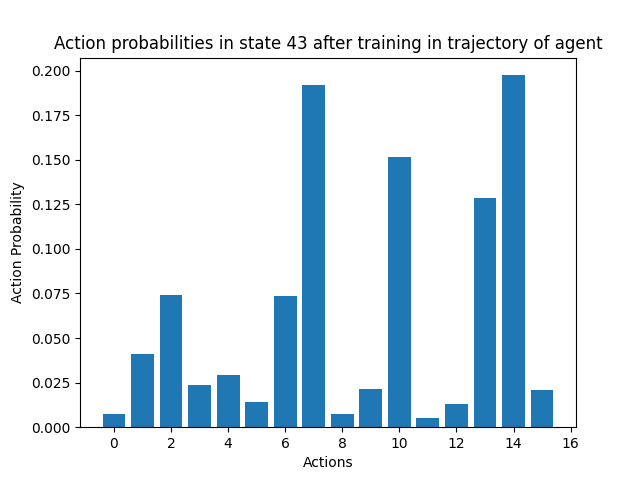 Action probabilities in state 43 after training in trajectory of agent
0.200
0.175
0.150
0.125
0.100
0.075
0.050
0.025
0.000
Action Probability
0 2 4 6 8 10 12 14 16
Actions